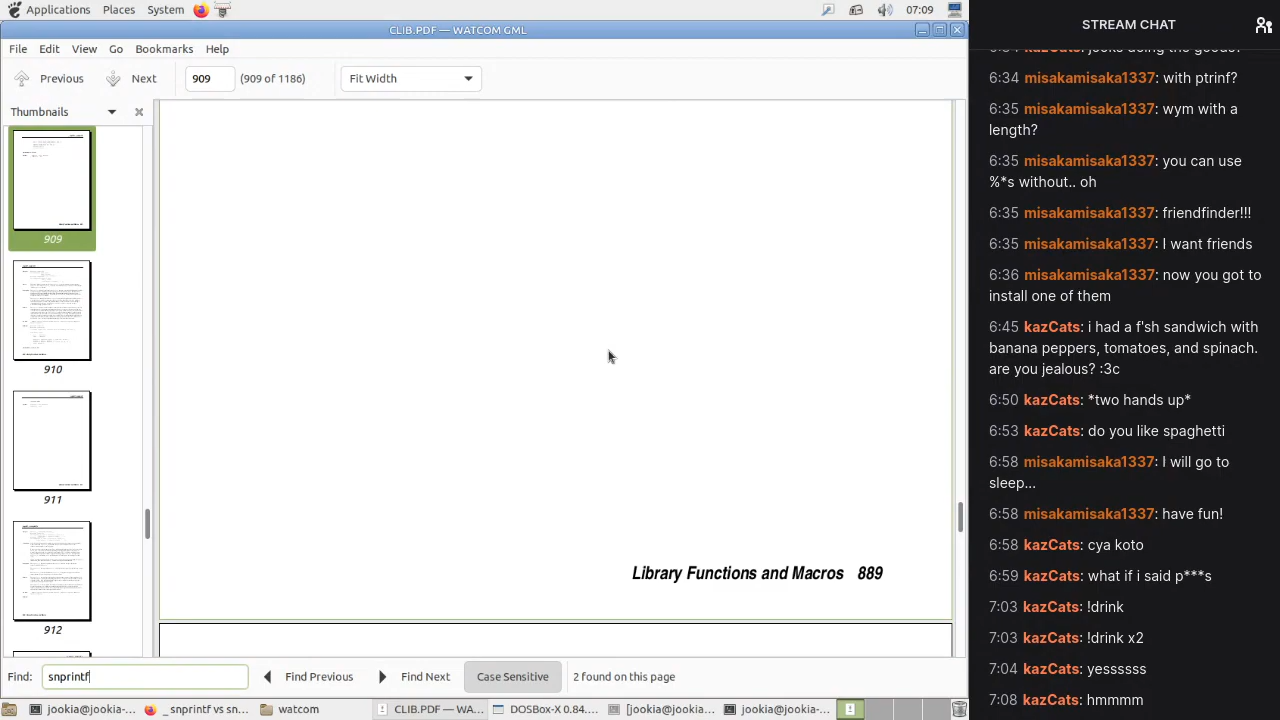 Applications Places System 07:09
CLIB.PDF — WATCOM GML
File Edit View Go Bookmarks Help
Previous Next 909 (909 of 1186) Fit Width
Thumbnails
909
910
911
912
Library Functions and Macros 889
Find: snprintf Find Previous Find Next Case Sensitive 2 found on this page
jookia@jookia-... _snprintf vs sn... watcom CLIB.PDF — WA... DOSBox-X 0.84.... [jookia@jookia... jookia@jookia-...
STREAM CHAT
6:34 misakamisaka1337: with ptrinf?
6:35 misakamisaka1337: wym with a
length?
6:35 misakamisaka1337: you can use
%*s without.. oh
6:35 misakamisaka1337: friendfinder!!!
6:35 misakamisaka1337: I want friends
6:36 misakamisaka1337: now you got to
install one of them
6:45 kazCats: i had a f'sh sandwich with
banana peppers, tomatoes, and spinach.
are you jealous? :3c
6:50 kazCats: *two hands up*
6:53 kazCats: do you like spaghetti
6:58 misakamisaka1337: I will go to
sleep...
6:58 misakamisaka1337: have fun!
6:58 kazCats: cya koto
6:59 kazCats: what if i said p***s
7:03 kazCats: !drink
7:03 kazCats: !drink x2
7:04 kazCats: yessssss
7:08 kazCats: hmmmm